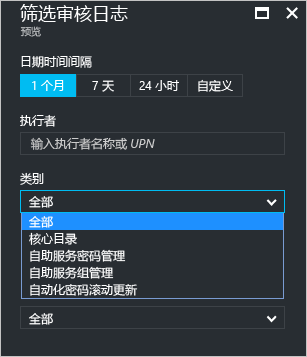 筛选审核日志
预览
日期时间间隔
1 个月 7 天 24 小时 自定义
执行者
输入执行者名称或 UPN
类别
全部
全部
核心目录
自助服务密码管理
自助服务组管理
自动化密码滚动更新
全部